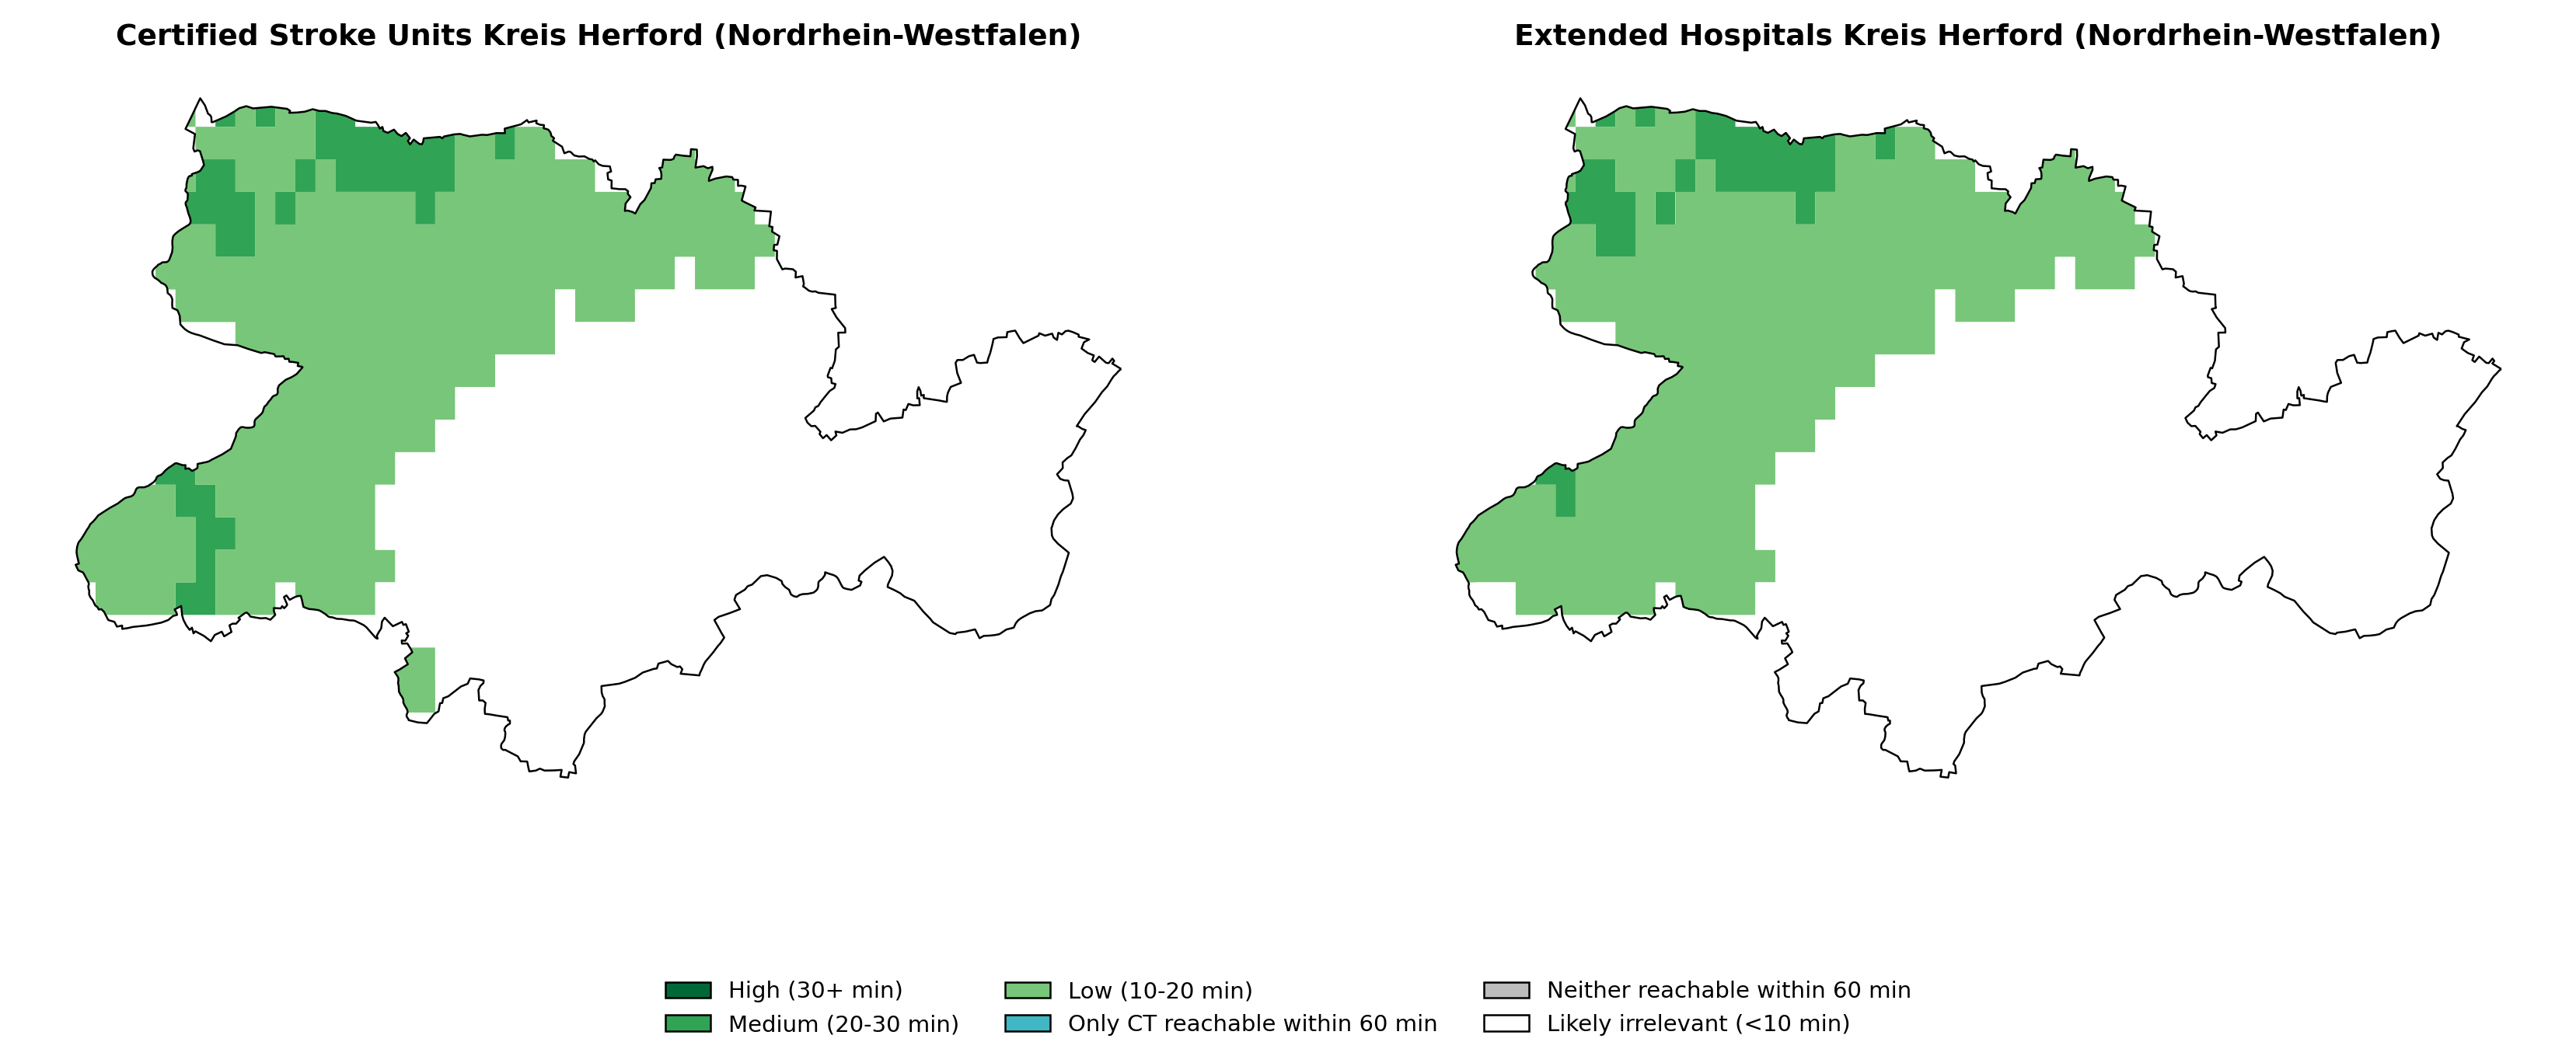 Certified Stroke Units Kreis Herford (Nordrhein-Westfalen)
Extended Hospitals Kreis Herford (Nordrhein-Westfalen)
High (30+ min)
Medium (20-30 min)
Low (10-20 min)
Only CT reachable within 60 min
Neither reachable within 60 min
Likely irrelevant (<10 min)